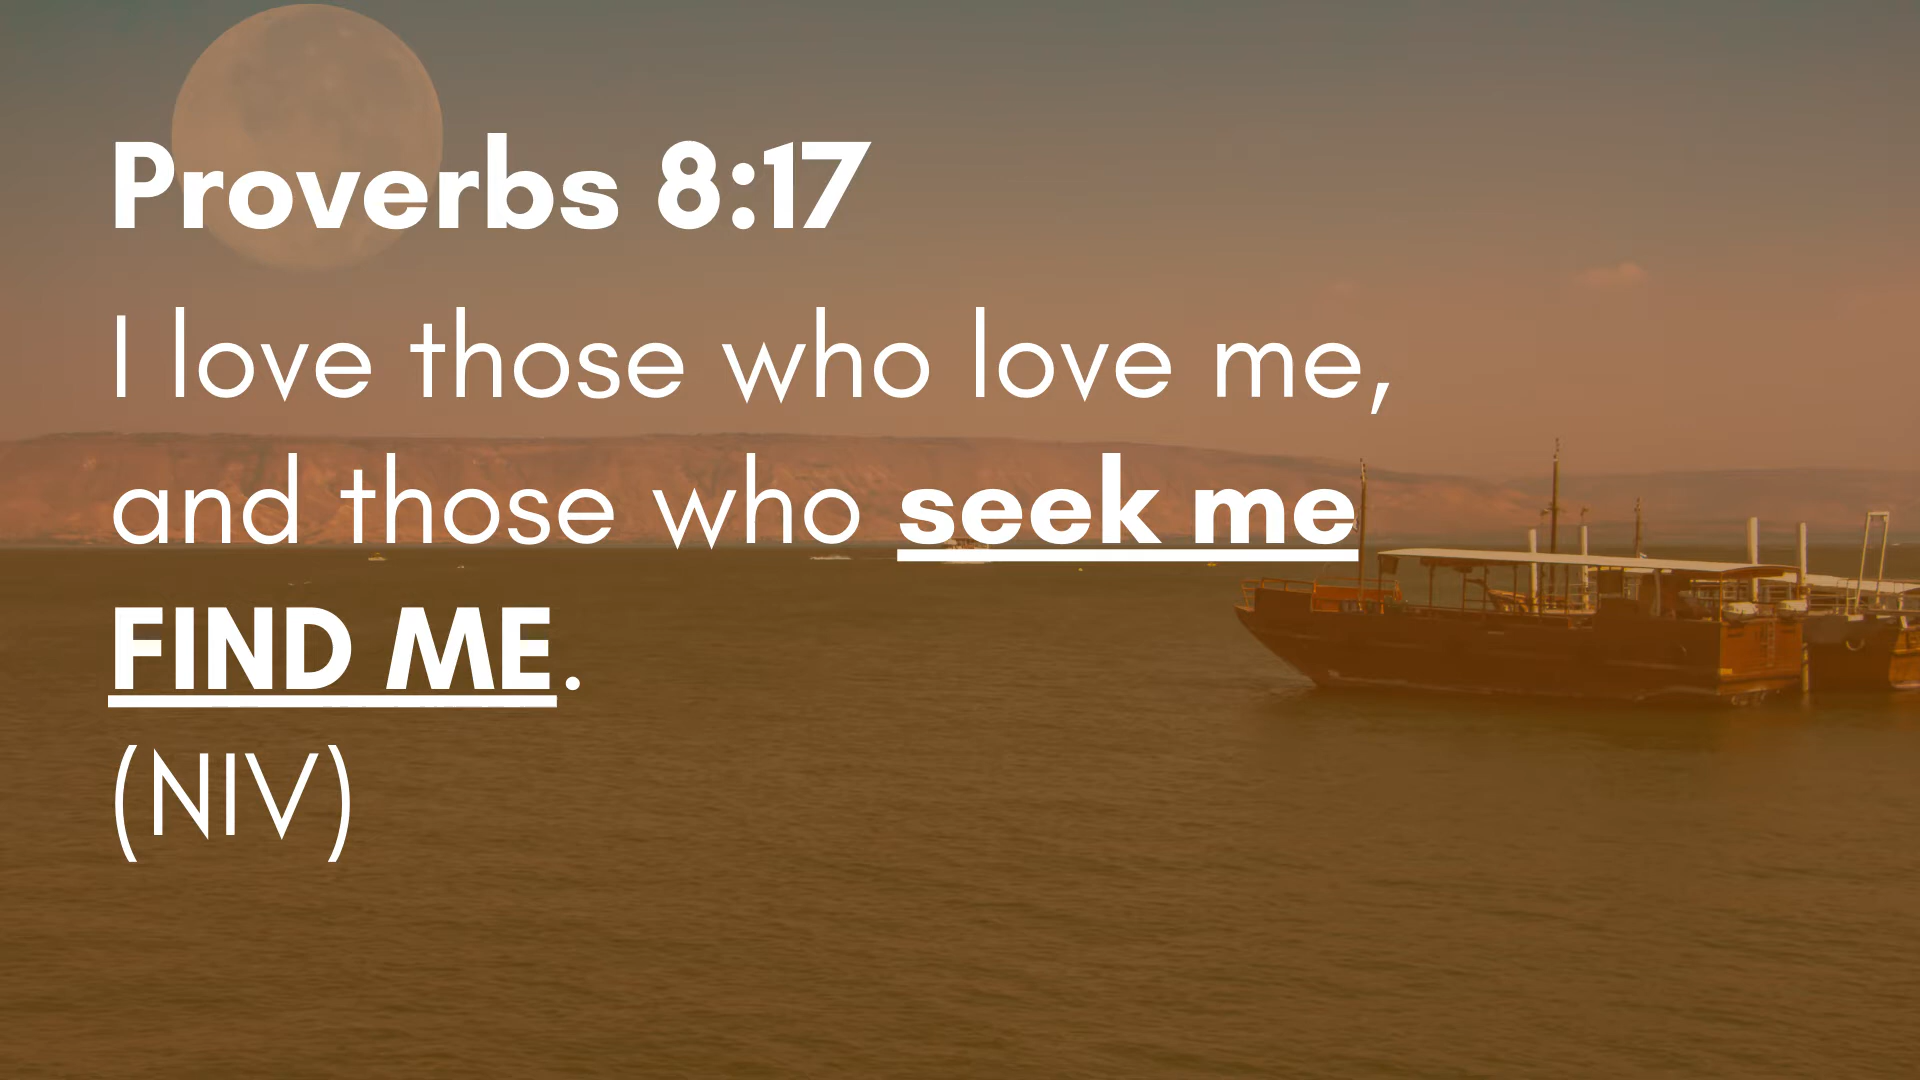 Proverbs 8:17
I love those who love me,
and those who seek me
FIND ME.
(NIV)